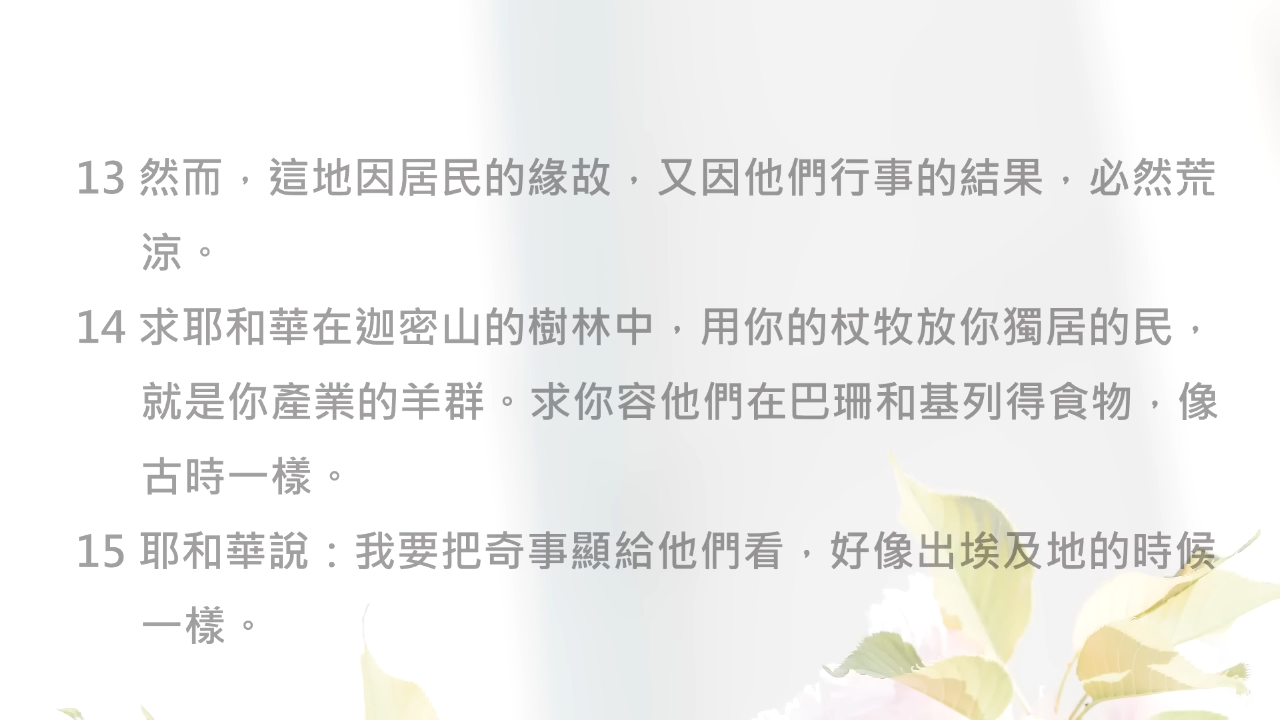 13 然而，這地因居民的緣故，又因他們行事的結果，必然荒
涼。
14 求耶和華在迦密山的樹林中，用你的杖牧放你獨居的民，
就是你產業的羊群。求你容他們在巴珊和基列得食物，像
古時一樣。
15 耶和華說：我要把奇事顯給他們看，好像出埃及地的時候
一樣。